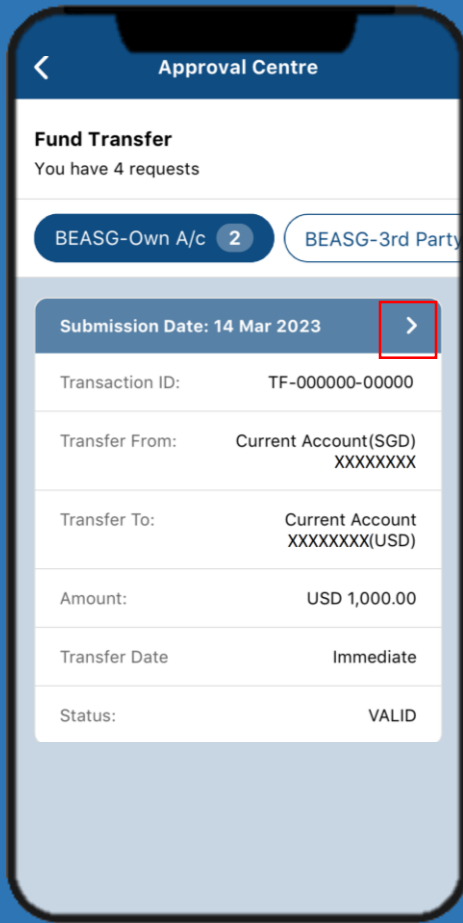 Approval Centre
Fund Transfer
You have 4 requests
BEASG-Own A/c 2 BEASG-3rd Party
Submission Date: 14 Mar 2023
Transaction ID: TF-000000-00000
Transfer From: Current Account(SGD)
XXXXXXXX
Transfer To: Current Account
XXXXXXXX(USD)
Amount: USD 1,000.00
Transfer Date Immediate
Status: VALID